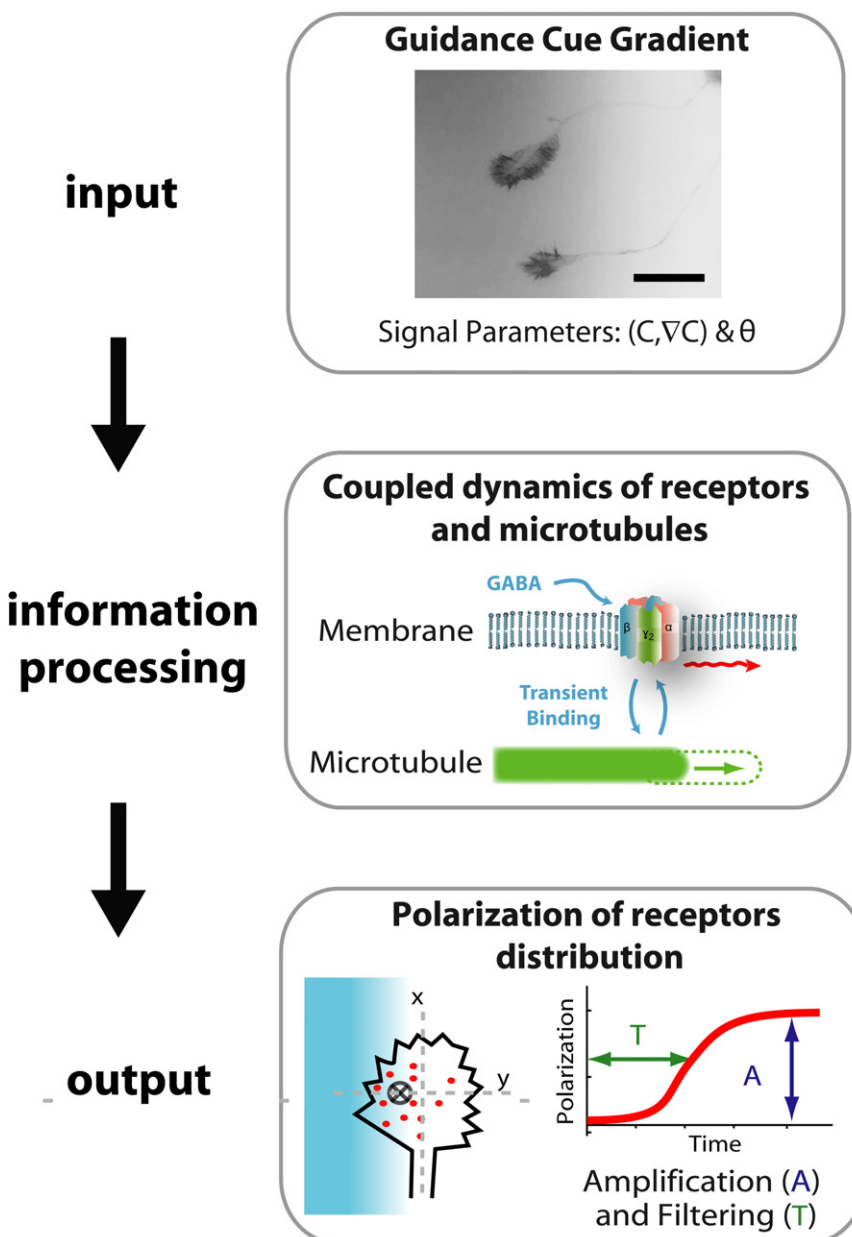 Guidance Cue Gradient
input
Signal Parameters: (C,∇C) & θ
Coupled dynamics of receptors
and microtubules
GABA
β
γ2
α
Membrane
information
processing
Transient
Binding
Microtubule
Polarization of receptors
distribution
x
y
output
Polarization
T
A
Time
Amplification (A)
and Filtering (T)